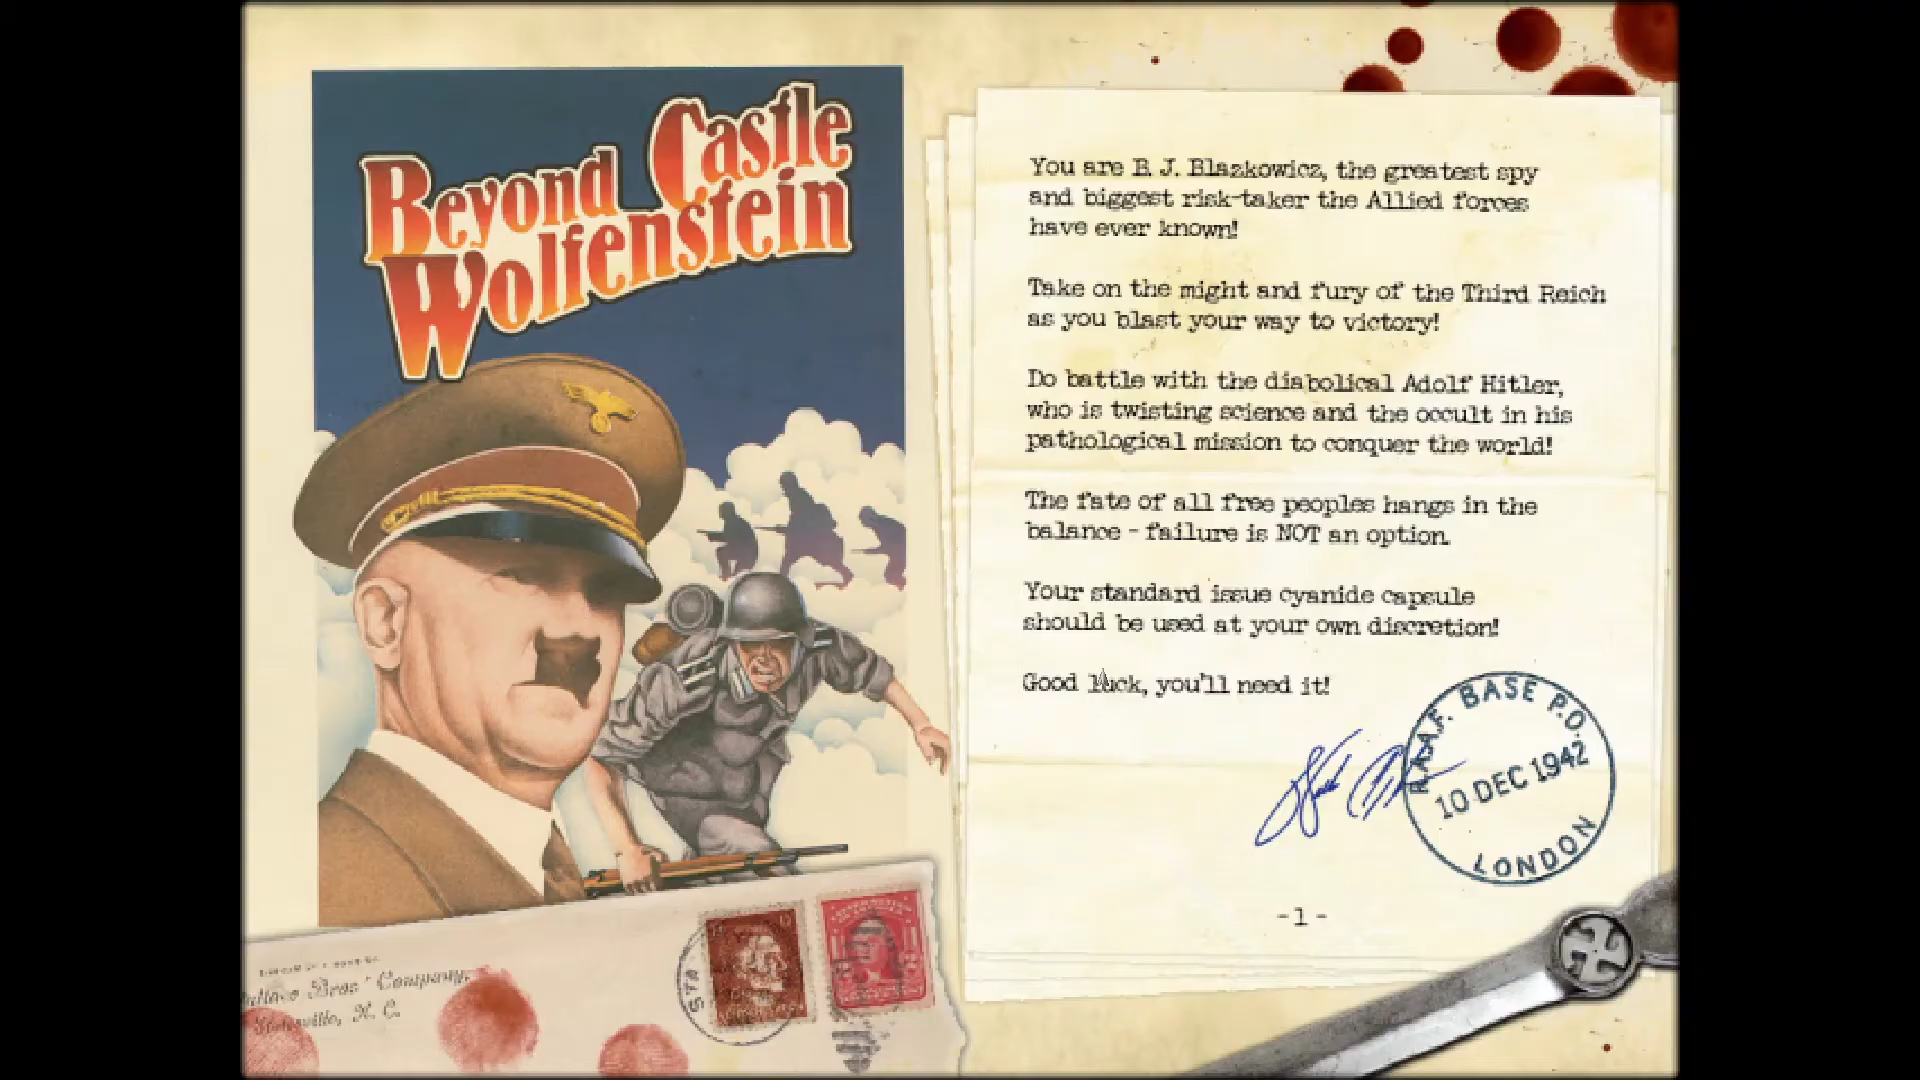 Beyond Castle
Wolfenstein
You are B. J. Blazkowicz, the greatest spy
and biggest risk-taker the Allied forces
have ever known!
Take on the might and fury of the Third Reich
as you blast your way to victory!
Do battle with the diabolical Adolf Hitler,
who is twisting science and the occult in his
pathological mission to conquer the world!
The fate of all free peoples hangs in the
balance - failure is NOT an option.
Your standard issue cyanide capsule
should be used at your own discretion!
Good luck, you'll need it!
BASE P.O.
10 DEC 1942
LONDON
-1-
Bros' Company,
N. C.